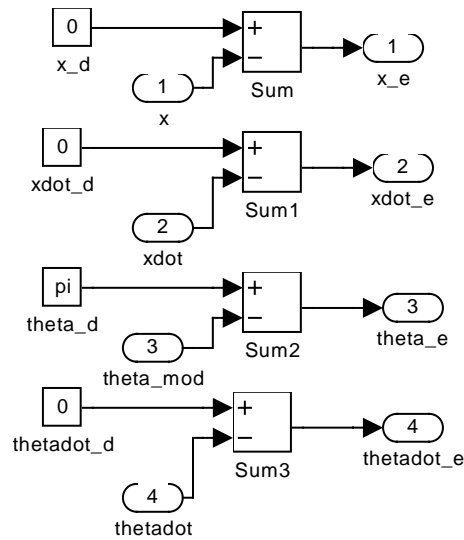 0
+
1
x_d
−
x_e
1
Sum
x
0
+
xdot_d
−
2
xdot_e
2
Sum1
xdot
pi
+
3
theta_d
−
theta_e
3
Sum2
theta_mod
0
+
4
thetadot_d
−
thetadot_e
Sum3
4
thetadot